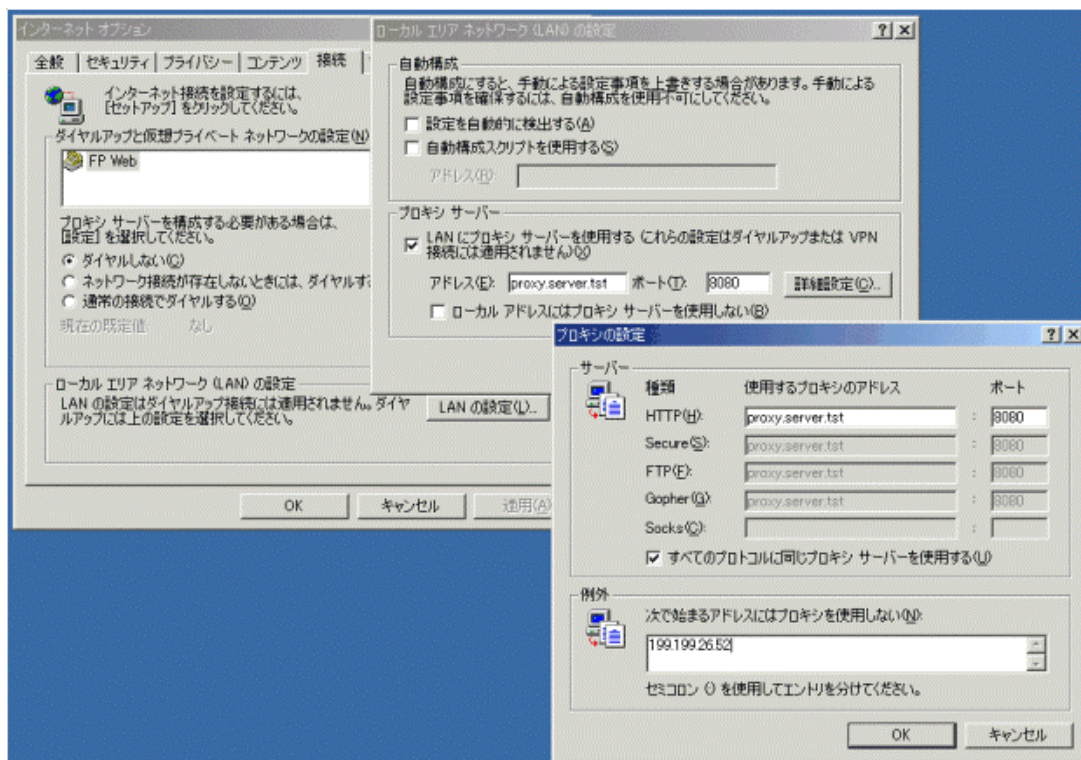 インターネット オプション
全般
セキュリティ
プライバシー
コンテンツ
接続
インターネット接続を設定するには、
[セットアップ] をクリックしてください。
ダイヤルアップと仮想プライベート ネットワークの設定(N)
FP Web
プロキシ サーバーを構成する必要がある場合は、
[設定] を選択してください。
ダイヤルしない(C)
ネットワーク接続が存在しないときには、ダイヤルす
通常の接続でダイヤルする(O)
現在の既定値 なし
ローカル エリア ネットワーク (LAN) の設定
LAN の設定はダイヤルアップ接続には適用されません。ダイヤ
ルアップには上の設定を選択してください。
LAN の設定(L)...
OK
キャンセル
適用(A)
ローカル エリア ネットワーク (LAN) の設定
自動構成
自動構成にすると、手動による設定事項を上書きする場合があります。手動による
設定事項を確保するには、自動構成を使用不可にしてください。
設定を自動的に検出する(A)
自動構成スクリプトを使用する(S)
アドレス(R):
プロキシ サーバー
LAN にプロキシ サーバーを使用する (これらの設定はダイヤルアップまたは VPN
接続には適用されません)(X)
アドレス(E): proxy.server.tst ポート(T): 8080 詳細設定(C)...
ローカル アドレスにはプロキシ サーバーを使用しない(B)
プロキシの設定
サーバー
種類 使用するプロキシのアドレス ポート
HTTP(H): proxy.server.tst : 8080
Secure(S): proxy.server.tst : 8080
FTP(F): proxy.server.tst : 8080
Gopher(G): proxy.server.tst : 8080
Socks(C): :
すべてのプロトコルに同じプロキシ サーバーを使用する(U)
例外
次で始まるアドレスにはプロキシを使用しない(N):
199.199.26.52
セミコロン (;) を使用してエントリを分けてください。
OK
キャンセル